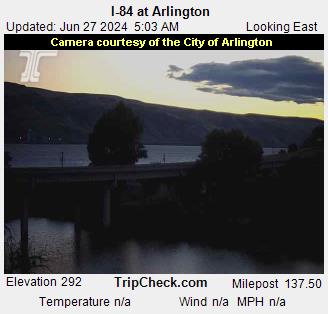 I-84 at Arlington
Updated: Jun 27 2024 5:03 AM Looking East
Camera courtesy of the City of Arlington
Elevation 292 TripCheck.com Milepost 137.50
Temperature n/a Wind n/a MPH n/a